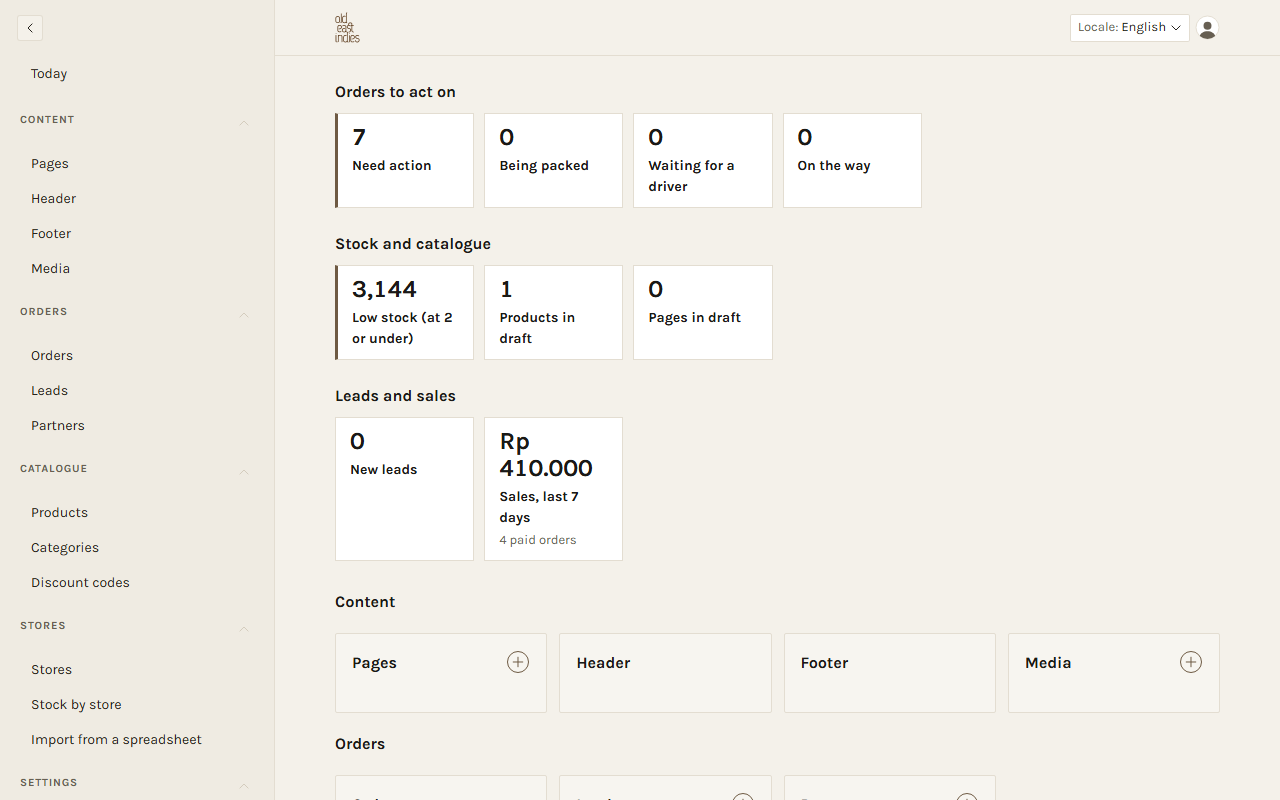 old
east
indies
Locale: English
Today
CONTENT
Pages
Header
Footer
Media
ORDERS
Orders
Leads
Partners
CATALOGUE
Products
Categories
Discount codes
STORES
Stores
Stock by store
Import from a spreadsheet
SETTINGS
Orders to act on
7
Need action
0
Being packed
0
Waiting for a
driver
0
On the way
Stock and catalogue
3,144
Low stock (at 2
or under)
1
Products in
draft
0
Pages in draft
Leads and sales
0
New leads
Rp
410.000
Sales, last 7
days
4 paid orders
Content
Pages
Header
Footer
Media
Orders